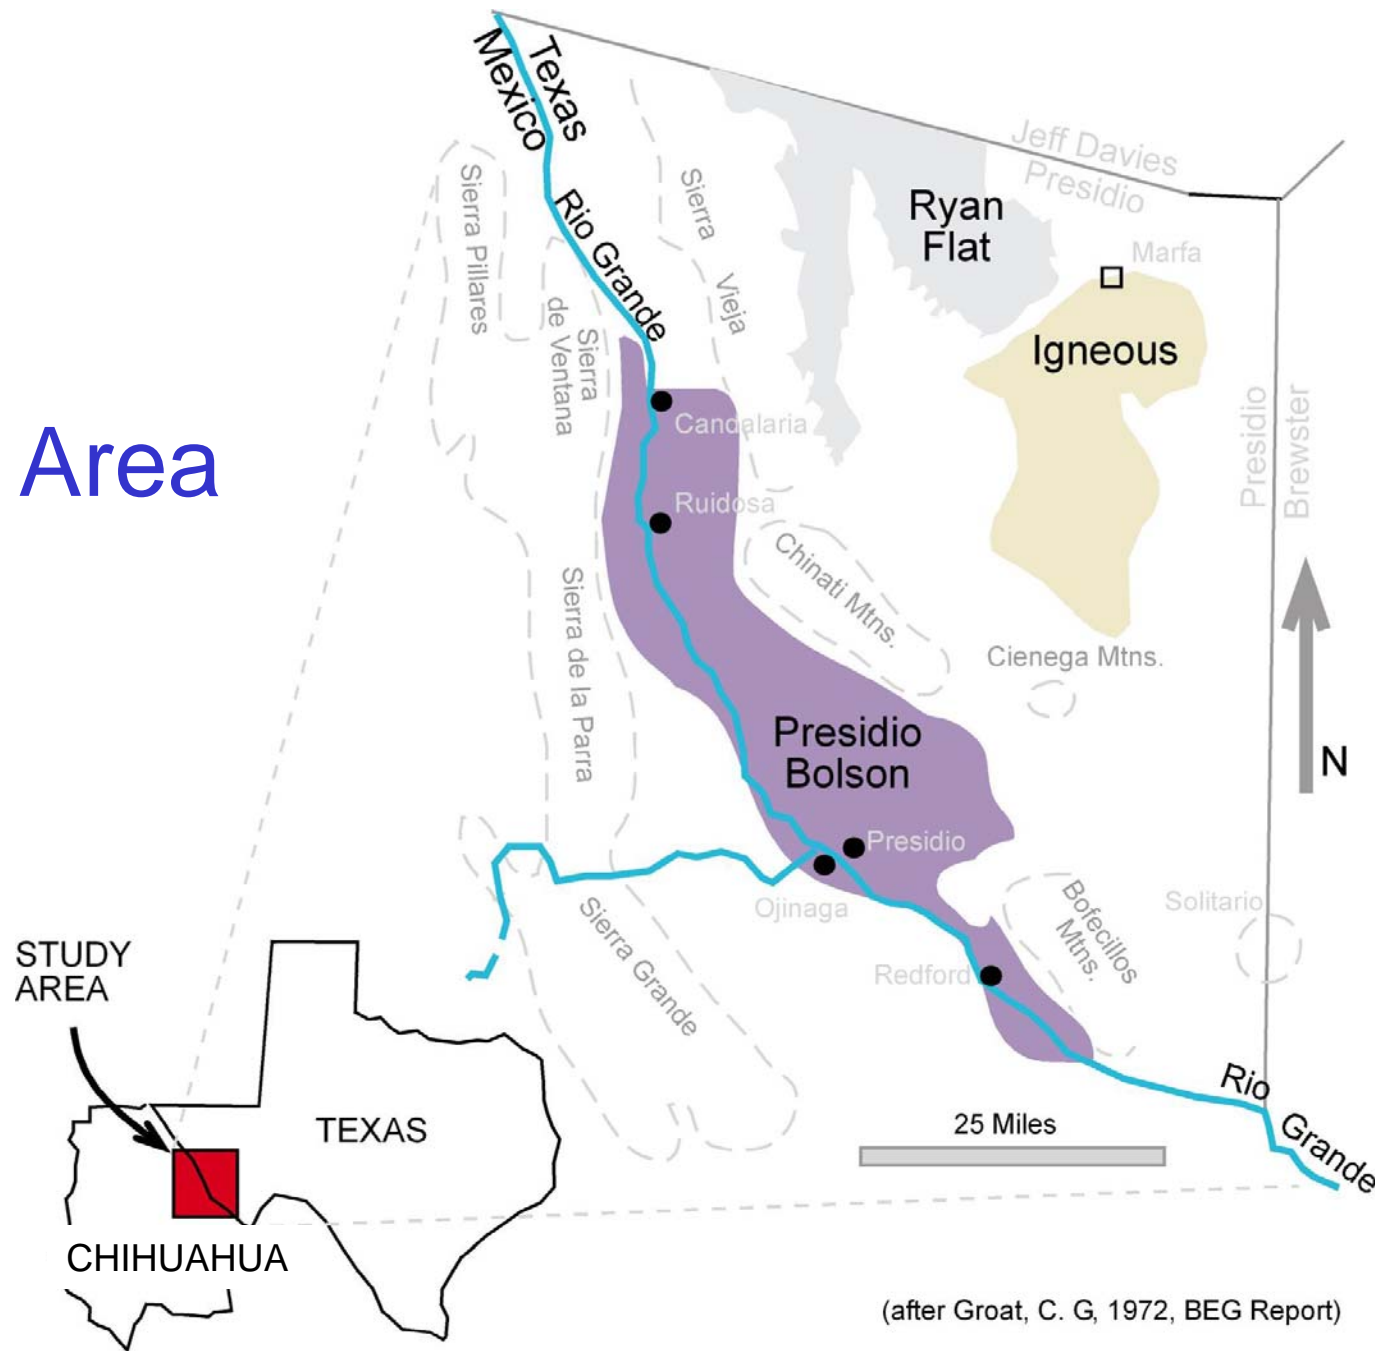 Texas
Mexico
Jeff Davies
Presidio
Sierra Pillares
Sierra
Vieja
Rio Grande
Ryan
Flat
Marfa
Igneous
Sierra
de Ventana
Candalaria
Presidio
Brewster
Area
Ruidosa
Chinati Mtns.
Sierra de la Parra
Cienega Mtns.
Presidio
Bolson
N
Presidio
Ojinaga
Bofecillos
Mtns.
Solitario
Sierra Grande
Redford
STUDY
AREA
Rio
Grande
TEXAS
25 Miles
CHIHUAHUA
(after Groat, C. G, 1972, BEG Report)